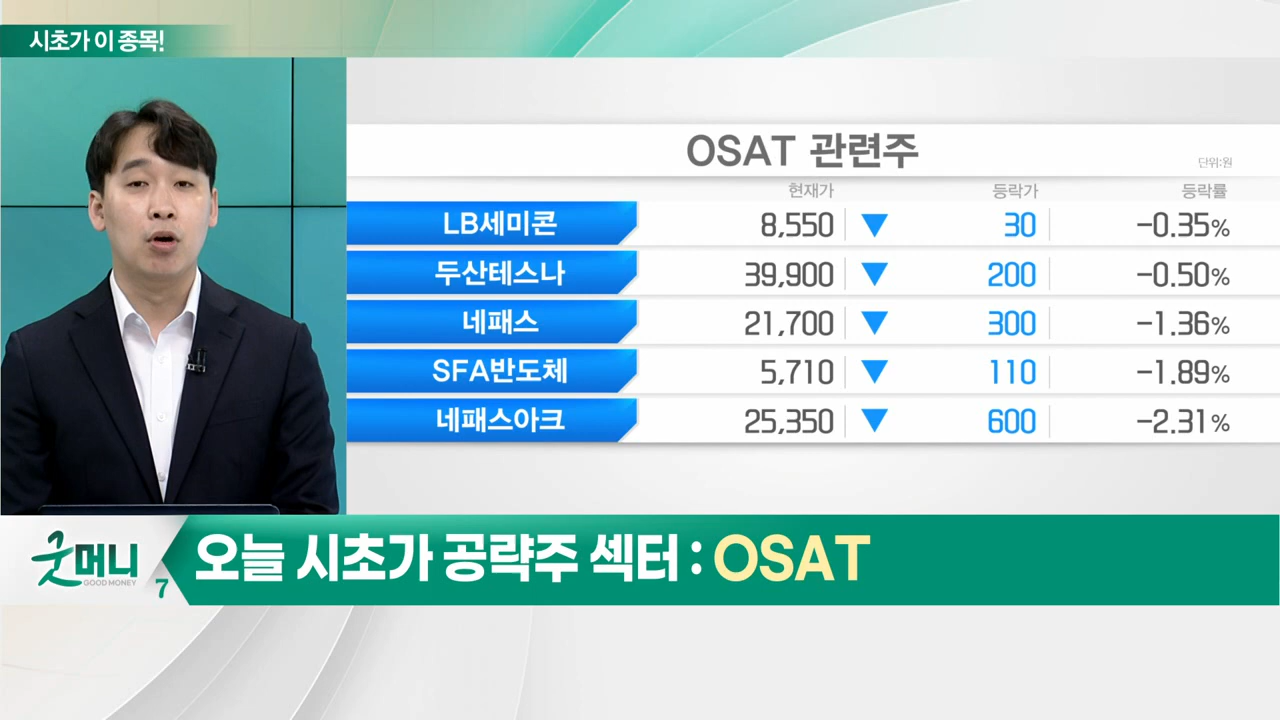 시초가 이 종목!
OSAT 관련주
단위:원
현재가 등락가 등락률
LB세미콘 8,550 ▼ 30 -0.35%
두산테스나 39,900 ▼ 200 -0.50%
네패스 21,700 ▼ 300 -1.36%
SFA반도체 5,710 ▼ 110 -1.89%
네패스아크 25,350 ▼ 600 -2.31%
굿머니
GOOD MONEY
7
오늘 시초가 공략주 섹터 : OSAT